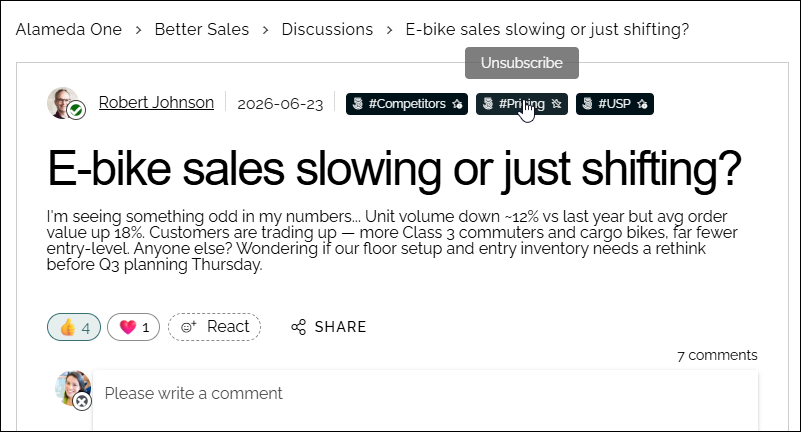 Alameda One > Better Sales > Discussions > E-bike sales slowing or just shifting?
Unsubscribe
Robert Johnson 2026-06-23 #Competitors #Pricing #USP
E-bike sales slowing or just shifting?
I'm seeing something odd in my numbers... Unit volume down ~12% vs last year but avg order
value up 18%. Customers are trading up — more Class 3 commuters and cargo bikes, far fewer
entry-level. Anyone else? Wondering if our floor setup and entry inventory needs a rethink
before Q3 planning Thursday.
👍 4 ❤️ 1 React SHARE
7 comments
Please write a comment